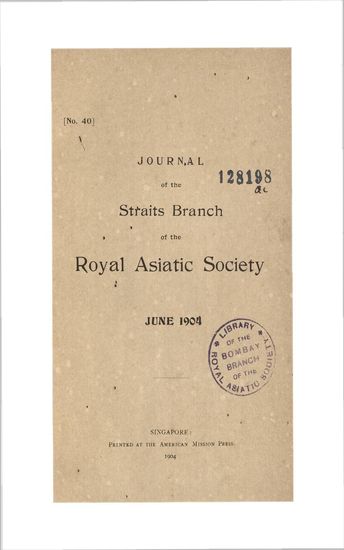 [No. 40]
JOURNAL
of the
128198
Straits Branch
of the
Royal Asiatic Society
JUNE 1904
LIBRARY
OF THE
BOMBAY
BRANCH
OF THE
ROYAL ASIATIC SOCIETY
SINGAPORE:
PRINTED AT THE AMERICAN MISSION PRESS.
1904